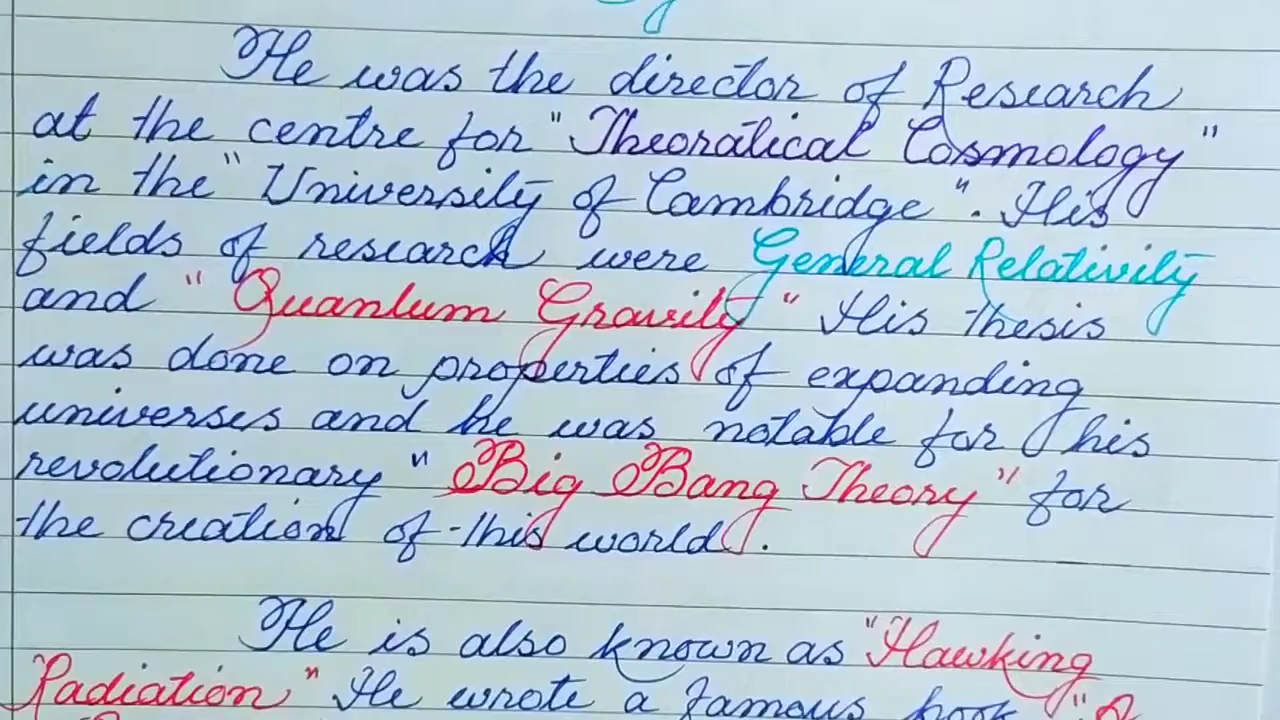 He was the director of Research
at the centre for "Theoratical Cosmology"
in the "University of Cambridge". His
fields of research were General Relativity
and "Quantum Gravity" His thesis
was done on properties of expanding
universes and he was notable for his
revolutionary "Big Bang Theory" for
the creation of this world.
He is also known as "Hawking
Radiation" He wrote a famous book "A